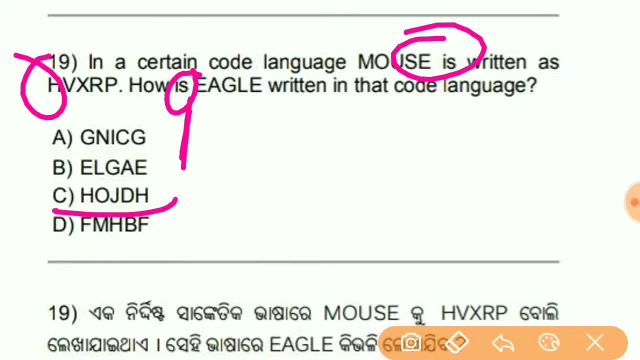 19) In a certain code language MOUSE is written as
HVXRP. How is EAGLE written in that code language?
A) GNICG
B) ELGAE
C) HOJDH
D) FMHBF
19) ଏକ ନିର୍ଦ୍ଦିଷ୍ଟ ସାଙ୍କେତିକ ଭାଷାରେ MOUSE କୁ HVXRP ବୋଲି
ଲେଖାଯାଇଥାଏ । ସେହି ଭାଷାରେ EAGLE କିଭଳି